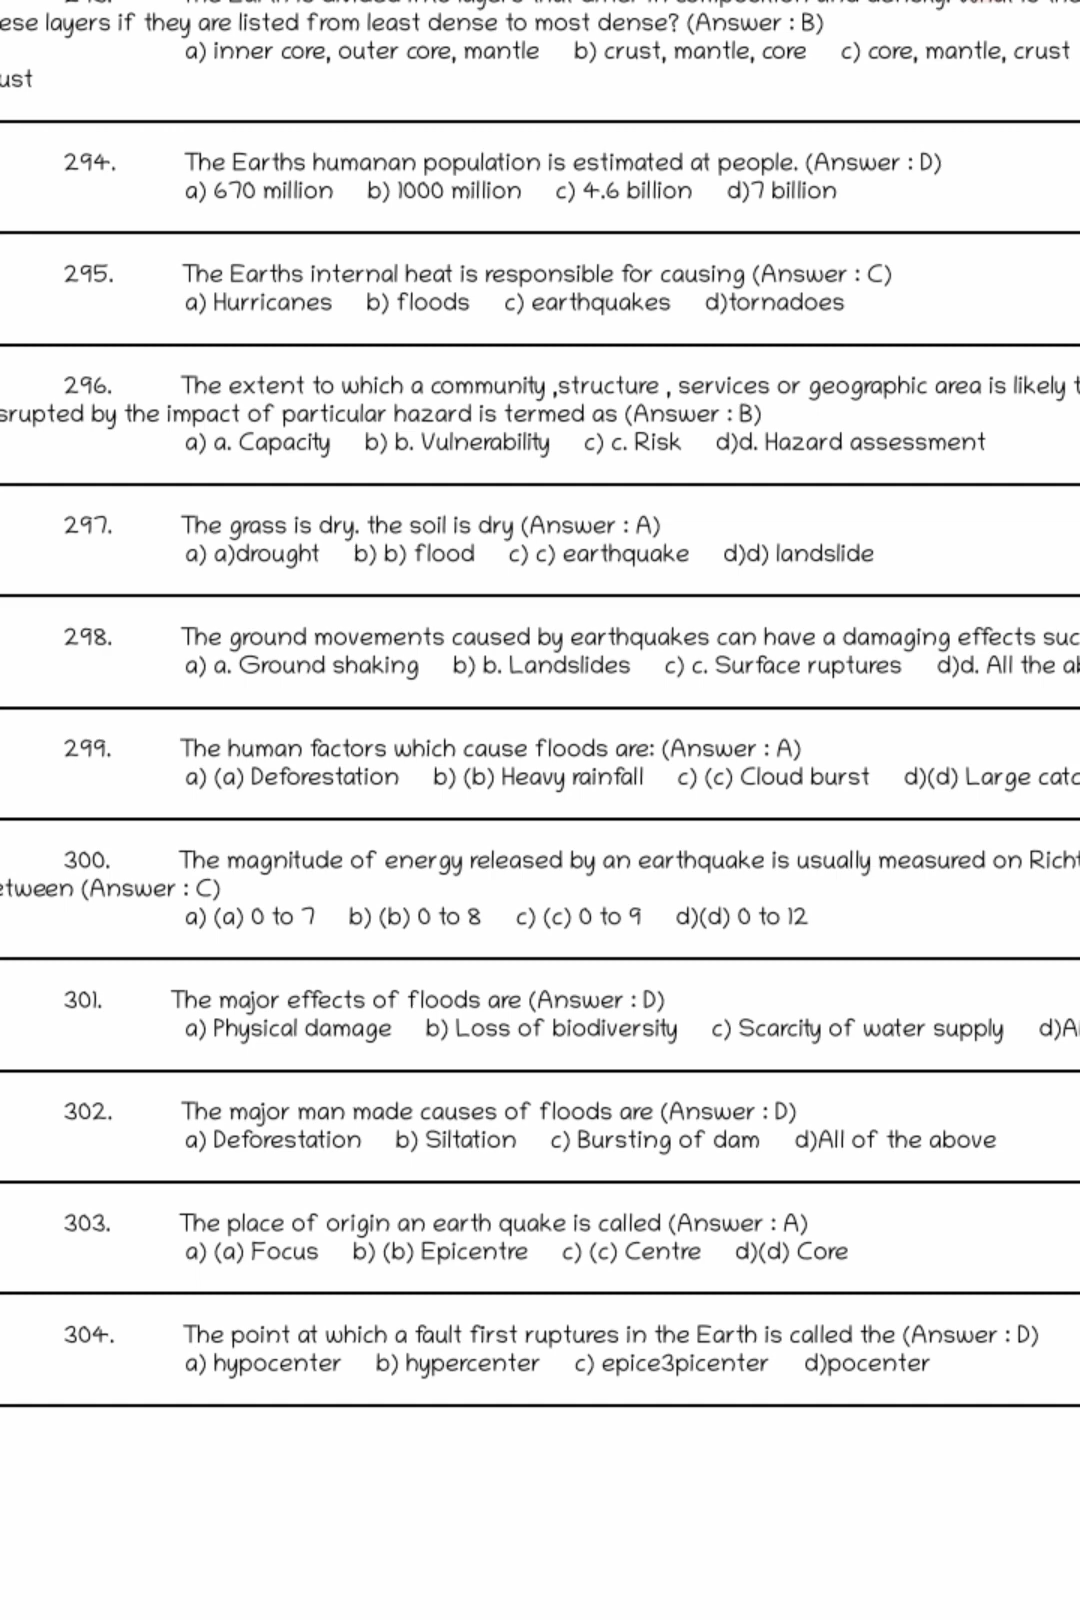 ese layers if they are listed from least dense to most dense? (Answer : B)
a) inner core, outer core, mantle b) crust, mantle, core c) core, mantle, crust
ust
294. The Earths humanan population is estimated at people. (Answer : D)
a) 670 million b) 1000 million c) 4.6 billion d)7 billion
295. The Earths internal heat is responsible for causing (Answer : C)
a) Hurricanes b) floods c) earthquakes d)tornadoes
296. The extent to which a community ,structure , services or geographic area is likely t
srupted by the impact of particular hazard is termed as (Answer : B)
a) a. Capacity b) b. Vulnerability c) c. Risk d)d. Hazard assessment
297. The grass is dry. the soil is dry (Answer : A)
a) a)drought b) b) flood c) c) earthquake d)d) landslide
298. The ground movements caused by earthquakes can have a damaging effects suc
a) a. Ground shaking b) b. Landslides c) c. Surface ruptures d)d. All the ab
299. The human factors which cause floods are: (Answer : A)
a) (a) Deforestation b) (b) Heavy rainfall c) (c) Cloud burst d)(d) Large catc
300. The magnitude of energy released by an earthquake is usually measured on Richt
etween (Answer : C)
a) (a) 0 to 7 b) (b) 0 to 8 c) (c) 0 to 9 d)(d) 0 to 12
301. The major effects of floods are (Answer : D)
a) Physical damage b) Loss of biodiversity c) Scarcity of water supply d)Al
302. The major man made causes of floods are (Answer : D)
a) Deforestation b) Siltation c) Bursting of dam d)All of the above
303. The place of origin an earth quake is called (Answer : A)
a) (a) Focus b) (b) Epicentre c) (c) Centre d)(d) Core
304. The point at which a fault first ruptures in the Earth is called the (Answer : D)
a) hypocenter b) hypercenter c) epice3picenter d)pocenter